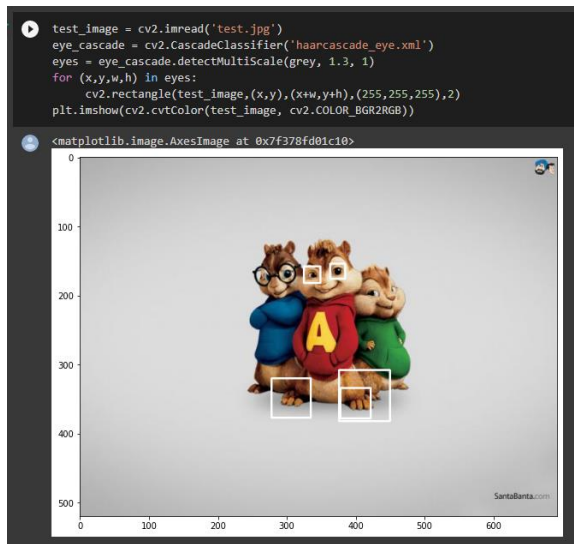 test_image = cv2.imread('test.jpg')
eye_cascade = cv2.CascadeClassifier('haarcascade_eye.xml')
eyes = eye_cascade.detectMultiScale(grey, 1.3, 1)
for (x,y,w,h) in eyes:
    cv2.rectangle(test_image,(x,y),(x+w,y+h),(255,255,255),2)
plt.imshow(cv2.cvtColor(test_image, cv2.COLOR_BGR2RGB))
<matplotlib.image.AxesImage at 0x7f378fd01c10>
0
100
200
A
300
400
SantaBanta.com
500
0 100 200 300 400 500 600